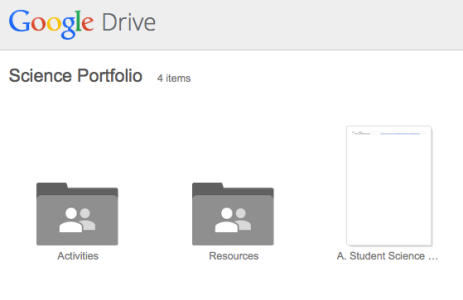 Google Drive
Science Portfolio 4 items
Activities
Resources
A. Student Science ...